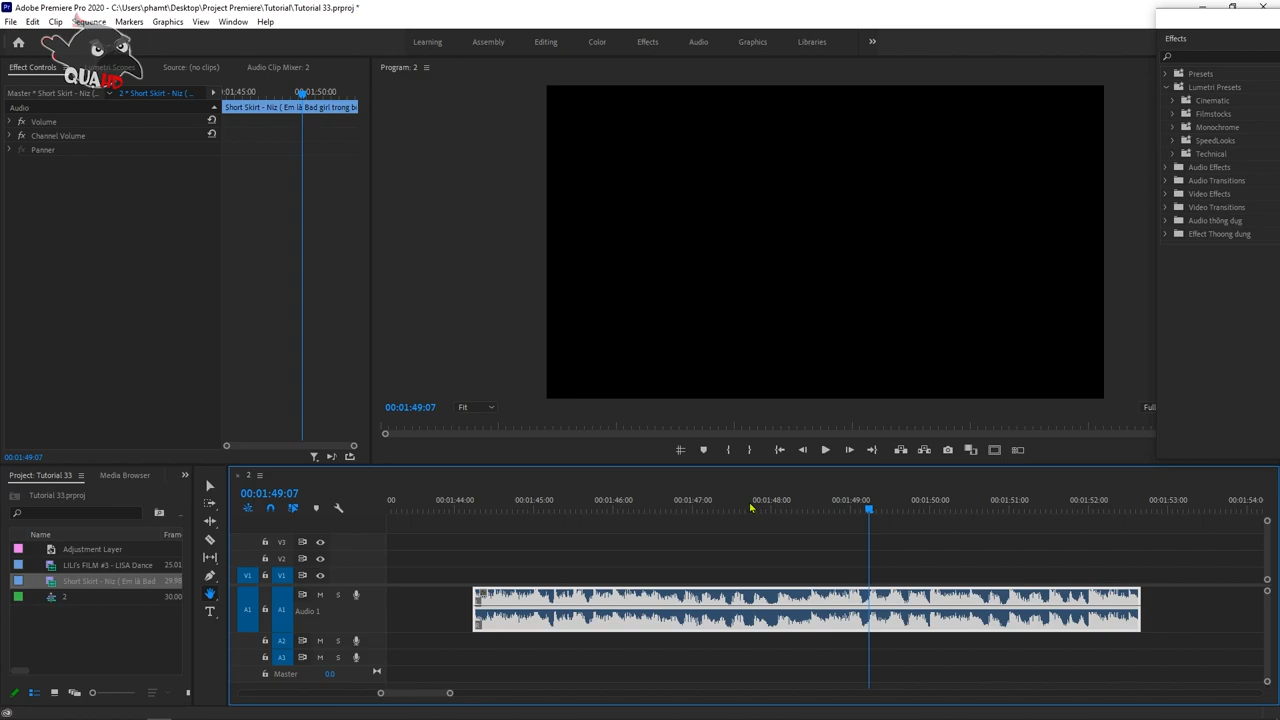 Adobe Premiere Pro 2020 - C:\Users\phamt\Desktop\Project Premiere\Tutorial\Tutorial 33.prproj *
File Edit Clip Sequence Markers Graphics View Window Help
QUA
Learning Assembly Editing Color Effects Audio Graphics Libraries
Effect Controls Lumetri Scopes Source: (no clips) Audio Clip Mixer: 2
Program: 2
Effects
Master * Short Skirt - Niz (... 2 * Short Skirt - Niz ( ...
:01:45:00 00:01:50:00
Audio
Short Skirt - Niz ( Em là Bad girl trong b
fx Volume
fx Channel Volume
fx Panner
Presets
Lumetri Presets
Cinematic
Filmstocks
Monochrome
SpeedLooks
Technical
Audio Effects
Audio Transitions
Video Effects
Video Transitions
Audio thông dụg
Effect Thoong dung
00:01:49:07 Fit Full
00:01:49:07
Project: Tutorial 33 Media Browser
Tutorial 33.prproj
Name Fram
Adjustment Layer
LILI's FILM #3 - LISA Dance 25.01
Short Skirt - Niz ( Em là Bad 29.98
2 30.00
2
00:01:49:07
00 00:01:44:00 00:01:45:00 00:01:46:00 00:01:47:00 00:01:48:00 00:01:49:00 00:01:50:00 00:01:51:00 00:01:52:00 00:01:53:00 00:01:54:0
V3
V2
V1 V1
A1 A1 M S
Audio 1
A2 M S
A3 M S
Master 0.0